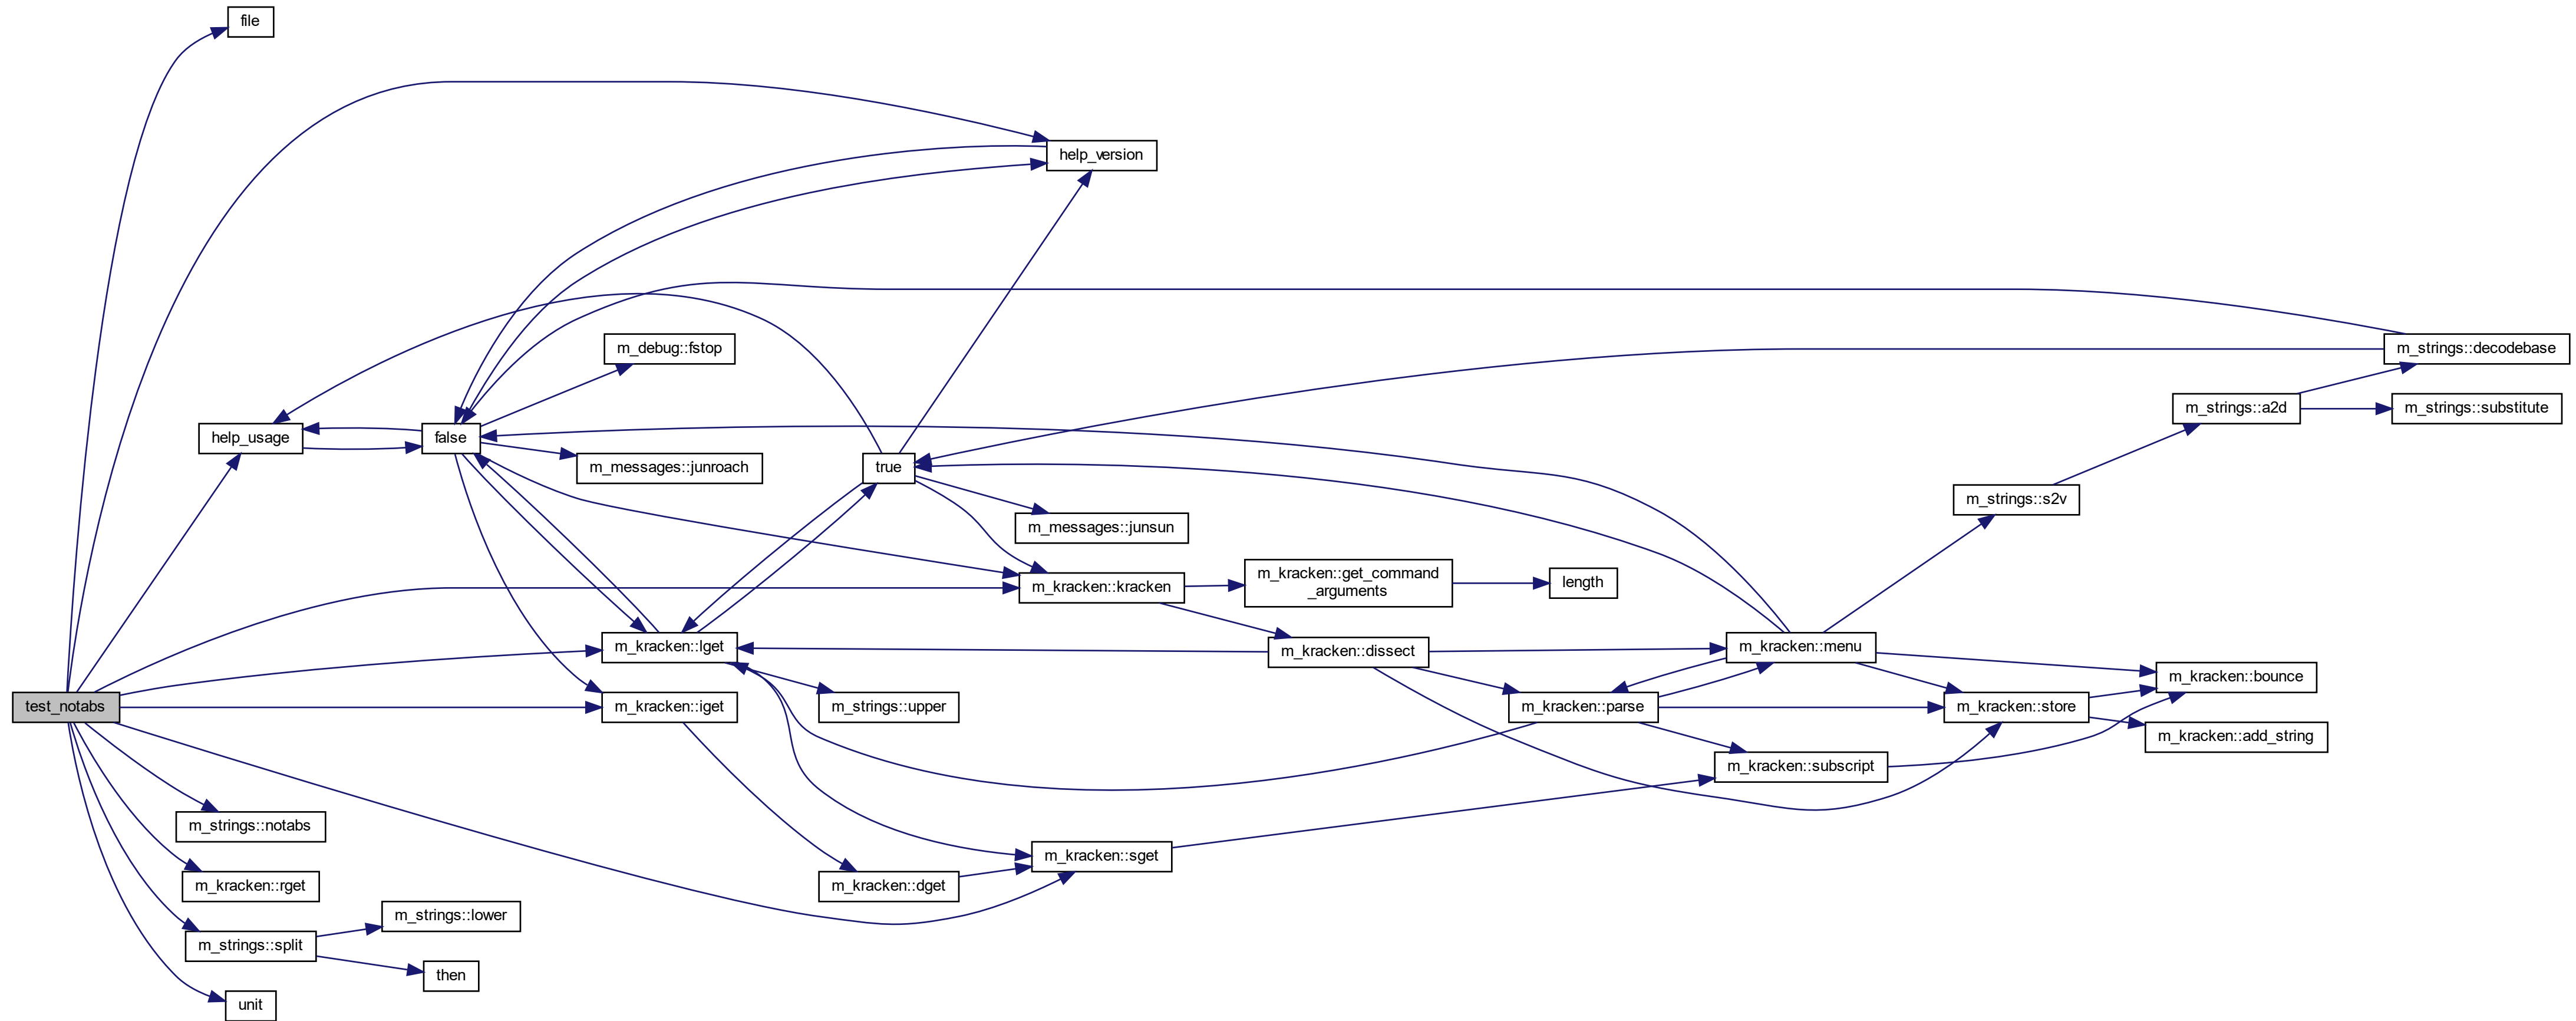 file
help_version
m_debug::fstop
m_strings::decodebase
m_strings::a2d
m_strings::substitute
help_usage
false
m_messages::junroach
true
m_strings::s2v
m_messages::junsun
m_kracken::kracken
m_kracken::get_command
_arguments
length
m_kracken::lget
m_kracken::dissect
m_kracken::menu
m_kracken::bounce
test_notabs
m_kracken::iget
m_strings::upper
m_kracken::parse
m_kracken::store
m_kracken::add_string
m_kracken::subscript
m_strings::notabs
m_kracken::sget
m_kracken::rget
m_kracken::dget
m_strings::lower
m_strings::split
then
unit